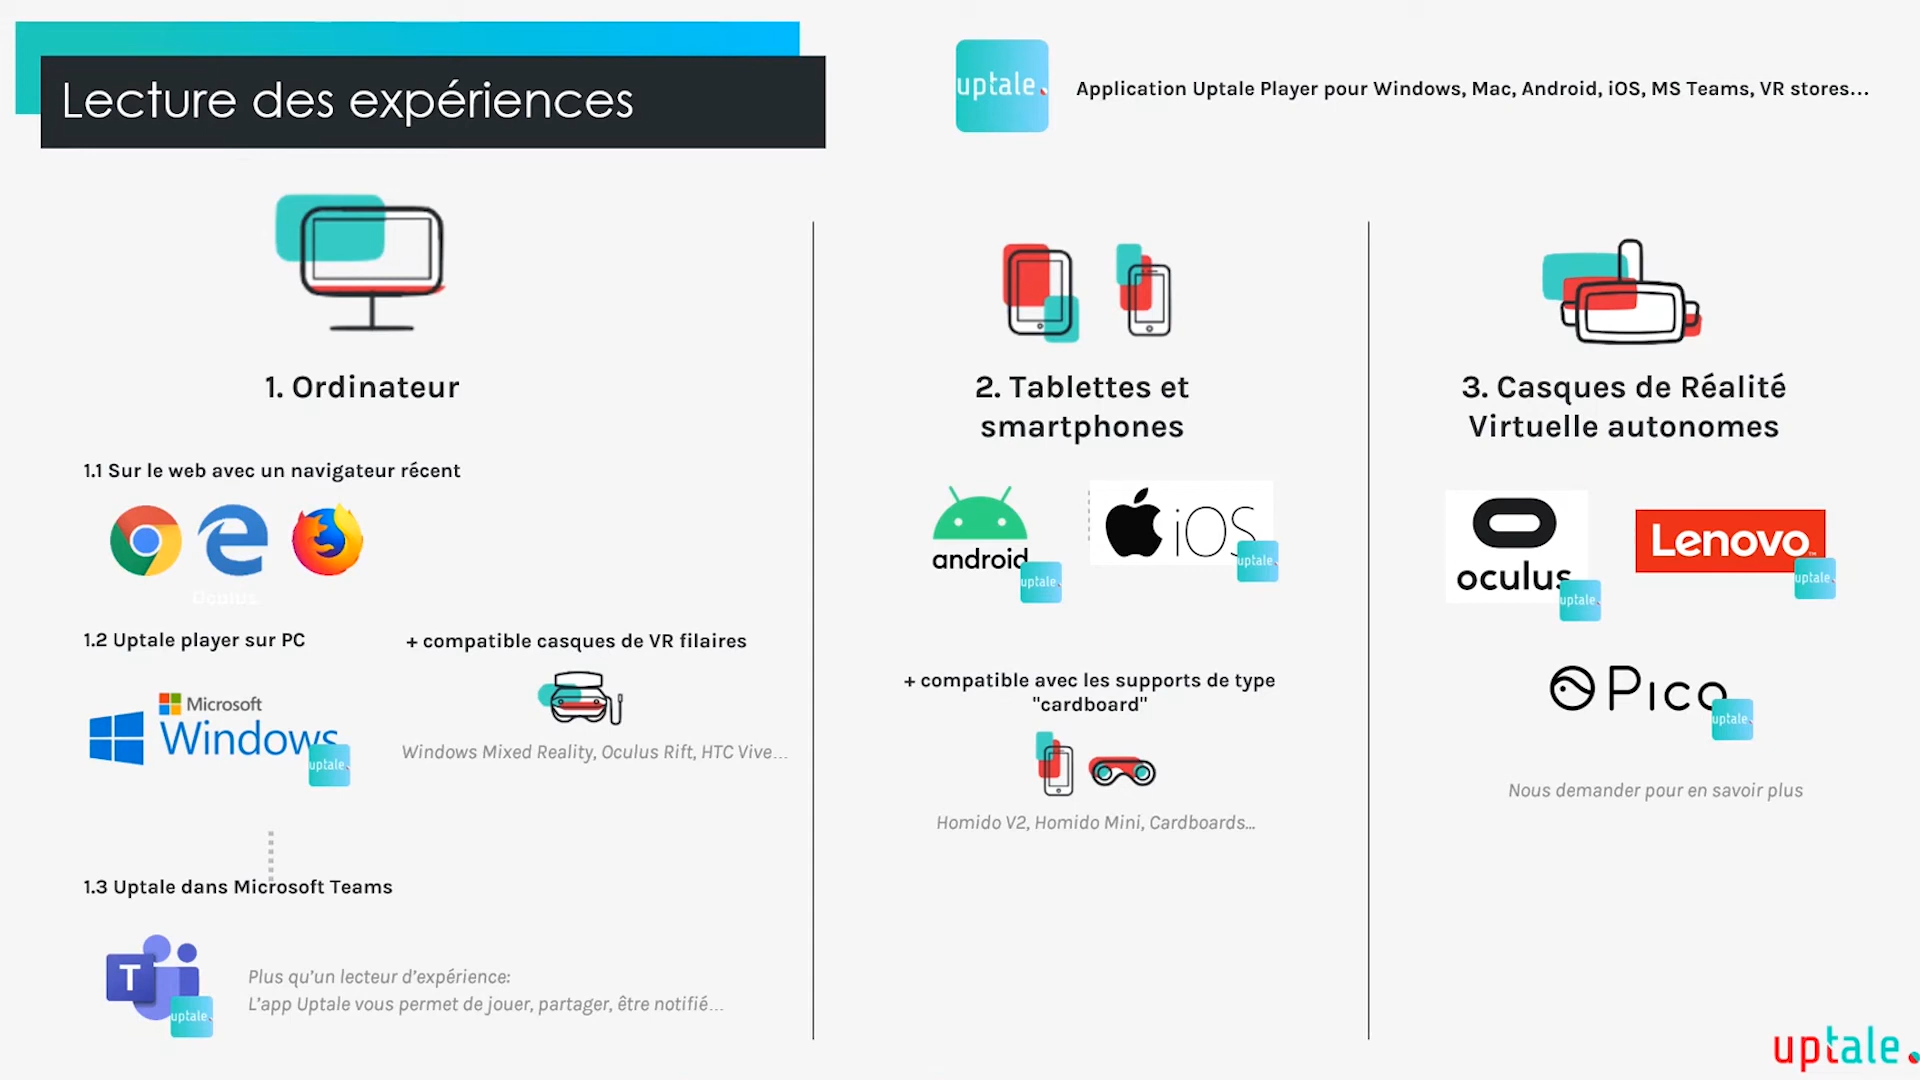 Lecture des expériences
uptale.
Application Uptale Player pour Windows, Mac, Android, iOS, MS Teams, VR stores...
1. Ordinateur
1.1 Sur le web avec un navigateur récent
Oculus
1.2 Uptale player sur PC
+ compatible casques de VR filaires
Microsoft
Windows
uptale.
Windows Mixed Reality, Oculus Rift, HTC Vive...
1.3 Uptale dans Microsoft Teams
T
uptale.
Plus qu’un lecteur d’expérience:
L’app Uptale vous permet de jouer, partager, être notifié...
2. Tablettes et
smartphones
android
uptale.
iOS
uptale.
+ compatible avec les supports de type
"cardboard"
Homido V2, Homido Mini, Cardboards...
3. Casques de Réalité
Virtuelle autonomes
oculus
uptale.
Lenovo
uptale.
Pico
uptale.
Nous demander pour en savoir plus
uptale.